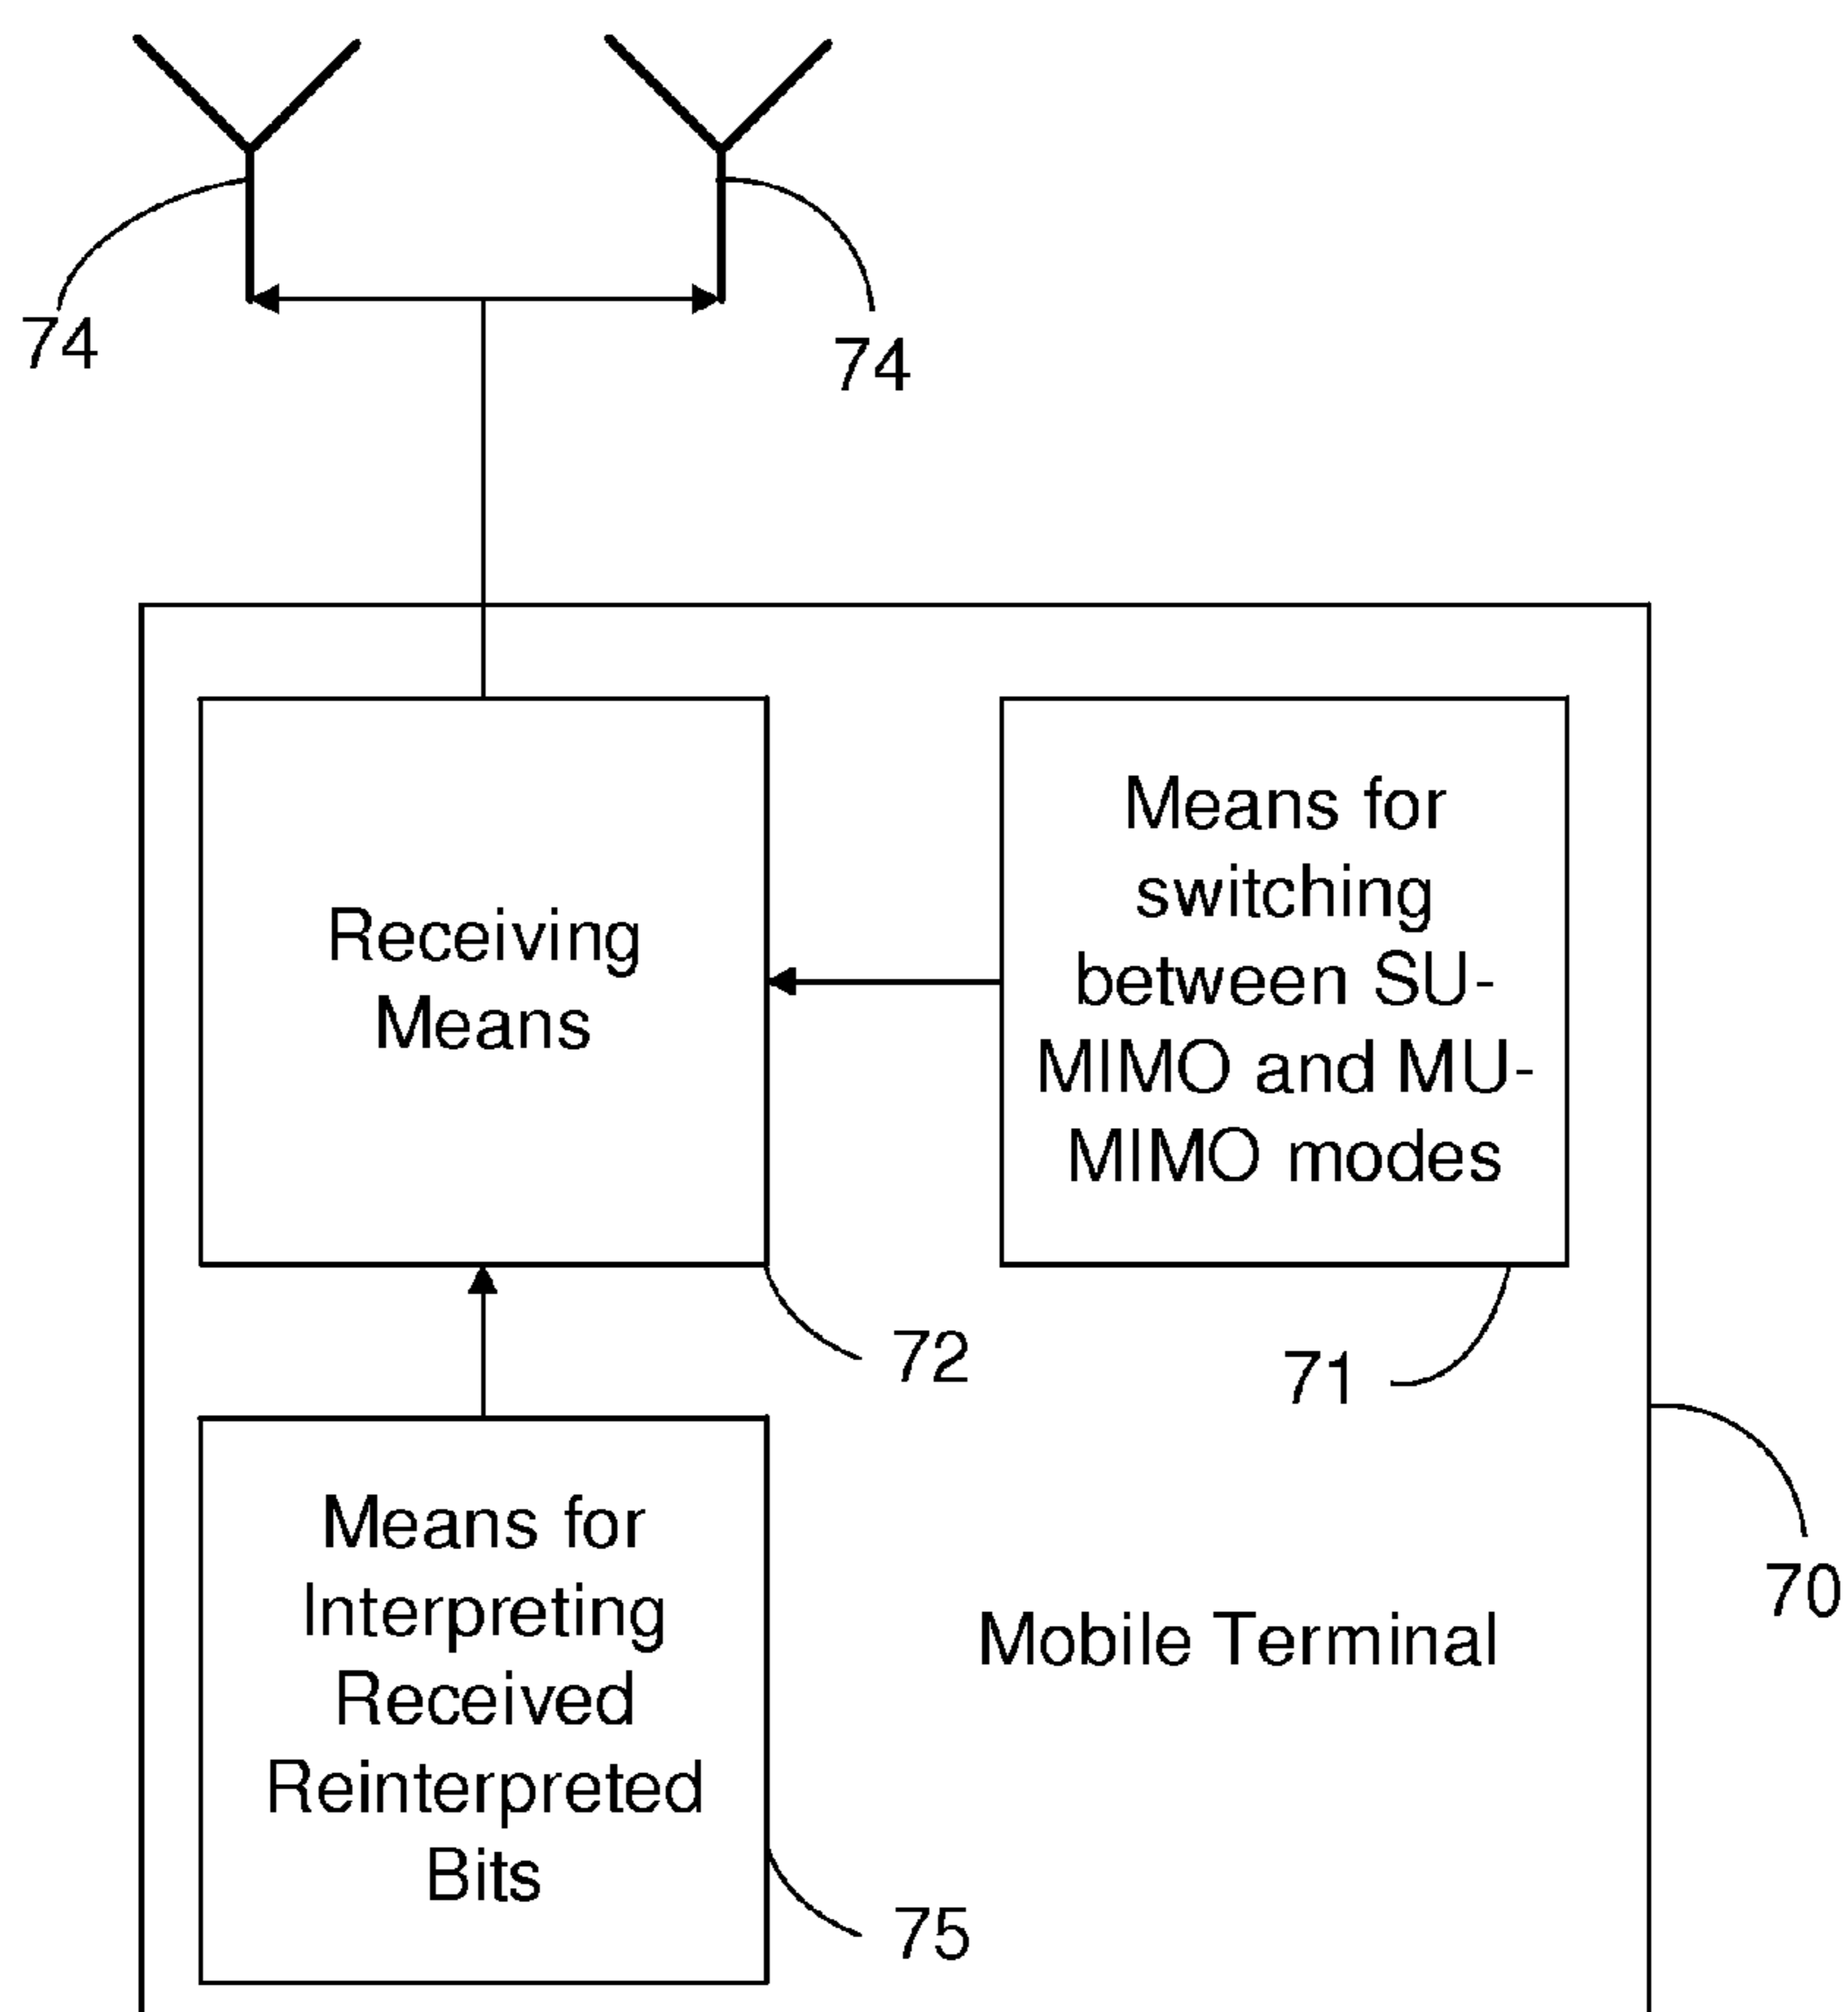 74
74
Receiving
Means
Means for
switching
between SU-
MIMO and MU-
MIMO modes
72
71
70
Means for
Interpreting
Received
Reinterpreted
Bits
Mobile Terminal
75